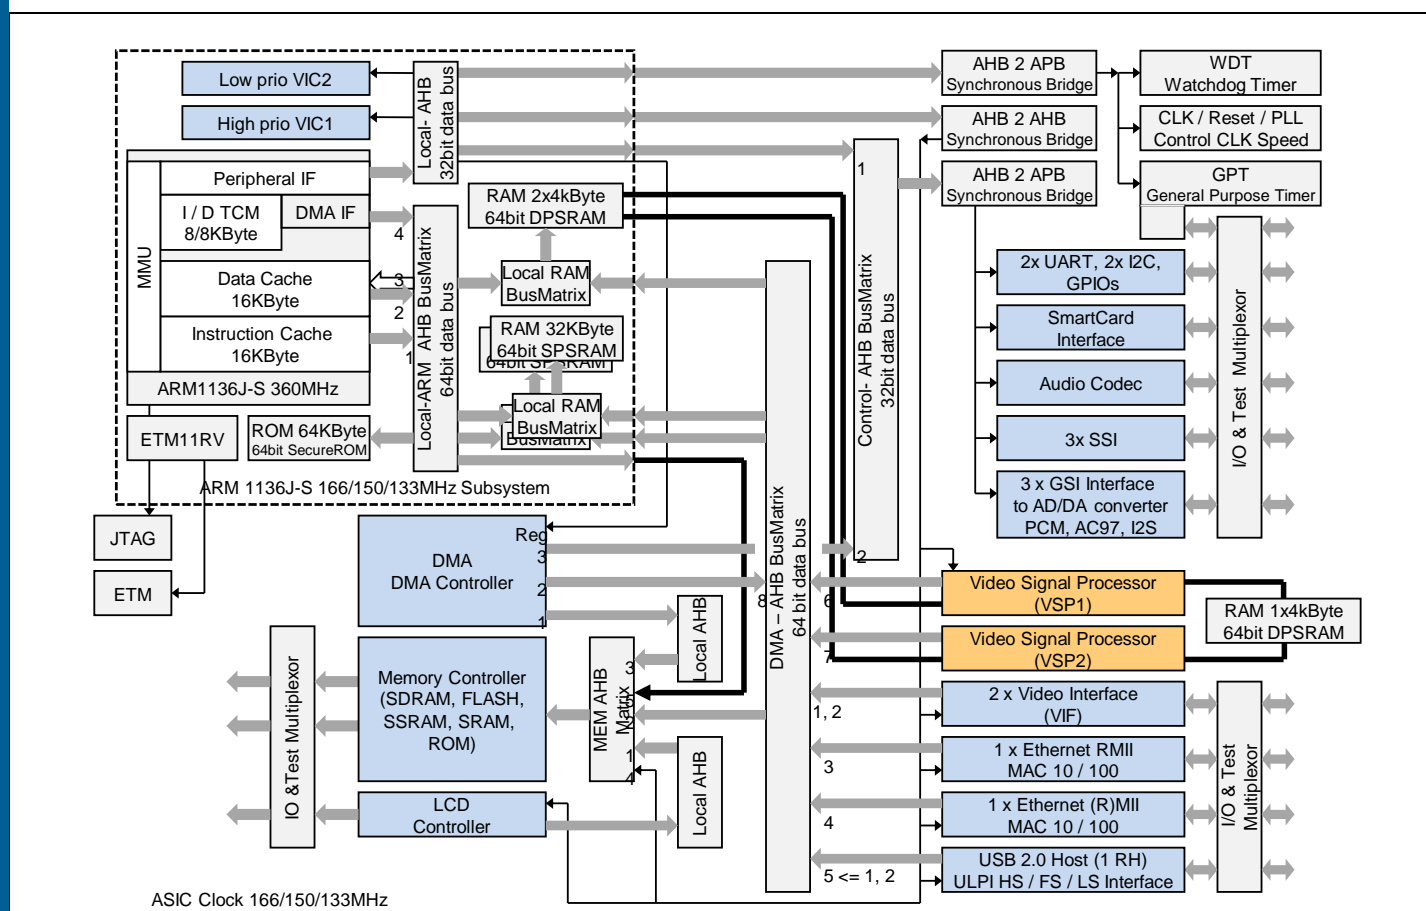 Low prio VIC2
High prio VIC1
Local- AHB
32bit data bus
AHB 2 APB
Synchronous Bridge
WDT
Watchdog Timer
AHB 2 AHB
Synchronous Bridge
CLK / Reset / PLL
Control CLK Speed
AHB 2 APB
Synchronous Bridge
GPT
General Purpose Timer
MMU
Peripheral IF
I / D TCM
8/8KByte
DMA IF
4
Data Cache
16KByte
3
2
Instruction Cache
16KByte
1
ARM1136J-S 360MHz
Local-ARM AHB BusMatrix
64bit data bus
RAM 2x4kByte
64bit DPSRAM
Local RAM
BusMatrix
RAM 32KByte
64bit SPSRAM
64bit SPSRAM
Local RAM
BusMatrix
BusMatrix
ETM11RV
ROM 64KByte
64bit SecureROM
ARM 1136J-S 166/150/133MHz Subsystem
JTAG
ETM
1
Control- AHB BusMatrix
32bit data bus
2
2x UART, 2x I2C,
GPIOs
SmartCard
Interface
Audio Codec
3x SSI
3 x GSI Interface
to AD/DA converter
PCM, AC97, I2S
I/O & Test Multiplexor
Reg
3
DMA
DMA Controller
2
1
DMA – AHB BusMatrix
64 bit data bus
8
6
7
1, 2
3
4
5 <= 1, 2
Video Signal Processor
(VSP1)
Video Signal Processor
(VSP2)
RAM 1x4kByte
64bit DPSRAM
2 x Video Interface
(VIF)
1 x Ethernet RMII
MAC 10 / 100
1 x Ethernet (R)MII
MAC 10 / 100
USB 2.0 Host (1 RH)
ULPI HS / FS / LS Interface
I/O & Test
Multiplexor
Local AHB
MEM AHB
Matrix
3
5
2
1
4
Local AHB
IO &Test Multiplexor
Memory Controller
(SDRAM, FLASH,
SSRAM, SRAM,
ROM)
LCD
Controller
ASIC Clock 166/150/133MHz